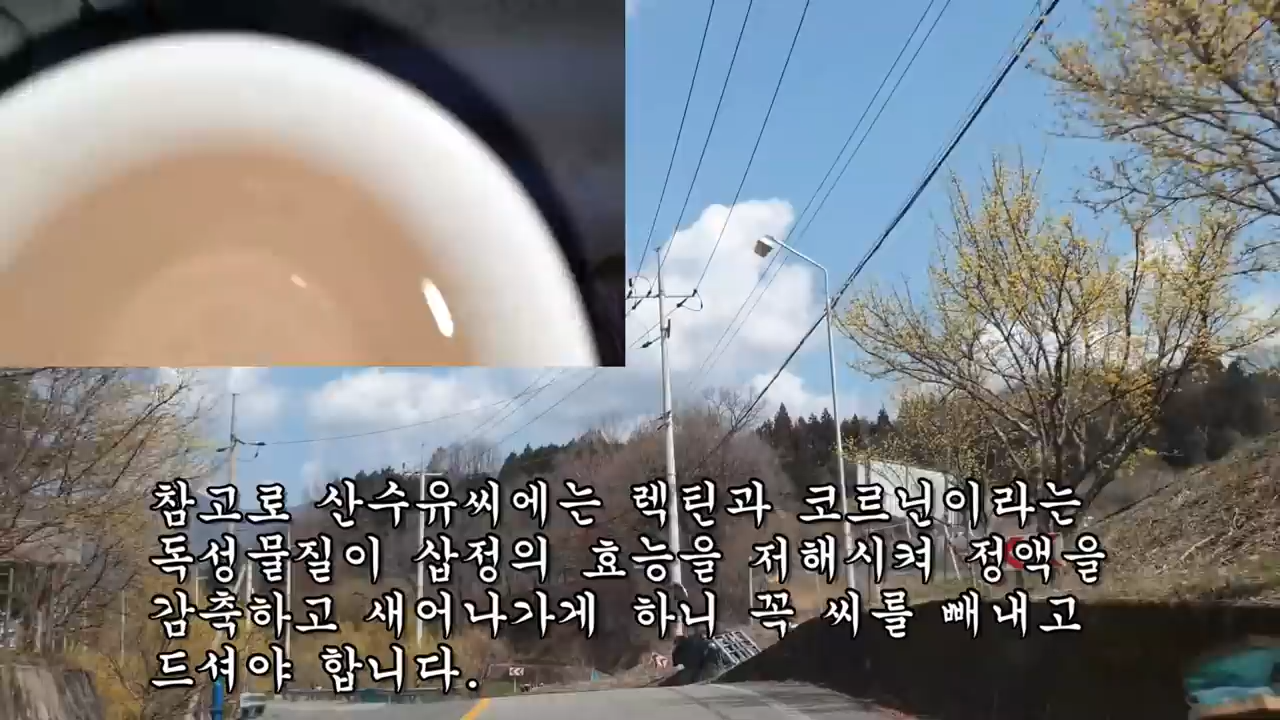 참고로 산수유씨에는 렉틴과 코르닌이라는
독성물질이 삽정의 효능을 저해시켜 정액을
감축하고 새어나가게 하니 꼭 씨를 빼내고
드셔야 합니다.